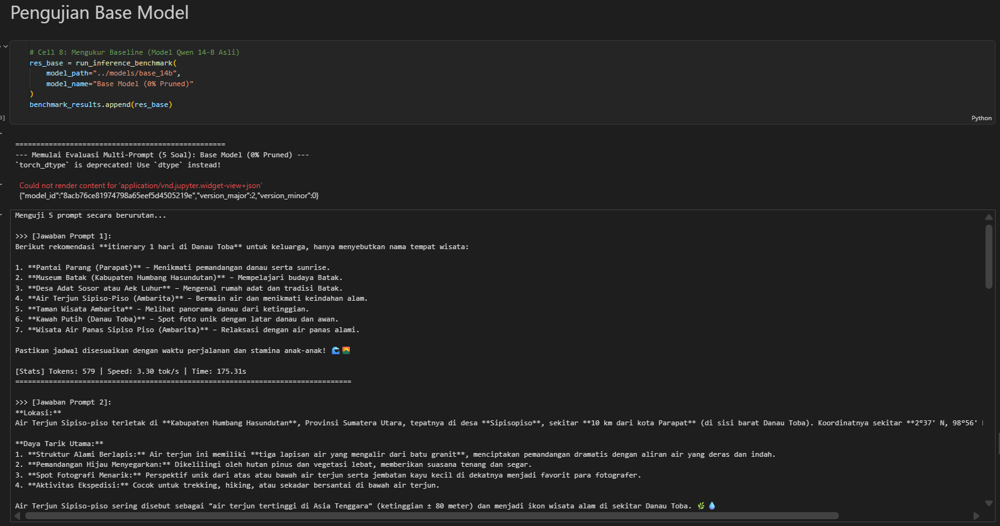 Pengujian Base Model
# Cell 8: Mengukur Baseline (Model Qwen 14-B Asli)
res_base = run_inference_benchmark(
    model_path="../models/base_14b",
    model_name="Base Model (0% Pruned)"
)
benchmark_results.append(res_base)
3]
Python
==================================================
--- Memulai Evaluasi Multi-Prompt (5 Soal): Base Model (0% Pruned) ---
`torch_dtype` is deprecated! Use `dtype` instead!
Could not render content for 'application/vnd.jupyter.widget-view+json'
{"model_id":"8acb76ce81974798a65eef5d4505219e","version_major":2,"version_minor":0}
Menguji 5 prompt secara berurutan...
>>> [Jawaban Prompt 1]:
Berikut rekomendasi **itinerary 1 hari di Danau Toba** untuk keluarga, hanya menyebutkan nama tempat wisata:
1. **Pantai Parang (Parapat)** – Menikmati pemandangan danau serta sunrise.
2. **Museum Batak (Kabupaten Humbang Hasundutan)** – Mempelajari budaya Batak.
3. **Desa Adat Sosor atau Aek Luhur** – Mengenal rumah adat dan tradisi Batak.
4. **Air Terjun Sipiso-Piso (Ambarita)** – Bermain air dan menikmati keindahan alam.
5. **Taman Wisata Ambarita** – Melihat panorama danau dari ketinggian.
6. **Kawah Putih (Danau Toba)** – Spot foto unik dengan latar danau dan awan.
7. **Wisata Air Panas Sipiso Piso (Ambarita)** – Relaksasi dengan air panas alami.
Pastikan jadwal disesuaikan dengan waktu perjalanan dan stamina anak-anak! 🌊🌄
[Stats] Tokens: 579 | Speed: 3.30 tok/s | Time: 175.31s
================================================================================
>>> [Jawaban Prompt 2]:
**Lokasi:**
Air Terjun Sipiso-piso terletak di **Kabupaten Humbang Hasundutan**, Provinsi Sumatera Utara, tepatnya di desa **Sipisopiso**, sekitar **10 km dari kota Parapat** (di sisi barat Danau Toba). Koordinatnya sekitar **2°37' N, 98°56'
**Daya Tarik Utama:**
1. **Struktur Alami Berlapis:** Air terjun ini memiliki **tiga lapisan air yang mengalir dari batu granit**, menciptakan pemandangan dramatis dengan aliran air yang deras dan indah.
2. **Pemandangan Hijau Menyegarkan:** Dikelilingi oleh hutan pinus dan vegetasi lebat, memberikan suasana tenang dan segar.
3. **Spot Fotografi Menarik:** Perspektif unik dari atas atau bawah air terjun serta jembatan kayu kecil di dekatnya menjadi favorit para fotografer.
4. **Aktivitas Ekspedisi:** Cocok untuk trekking, hiking, atau sekadar bersantai di bawah air terjun.
Air Terjun Sipiso-piso sering disebut sebagai "air terjun tertinggi di Asia Tenggara" (ketinggian ± 80 meter) dan menjadi ikon wisata alam di sekitar Danau Toba. 🌿💧